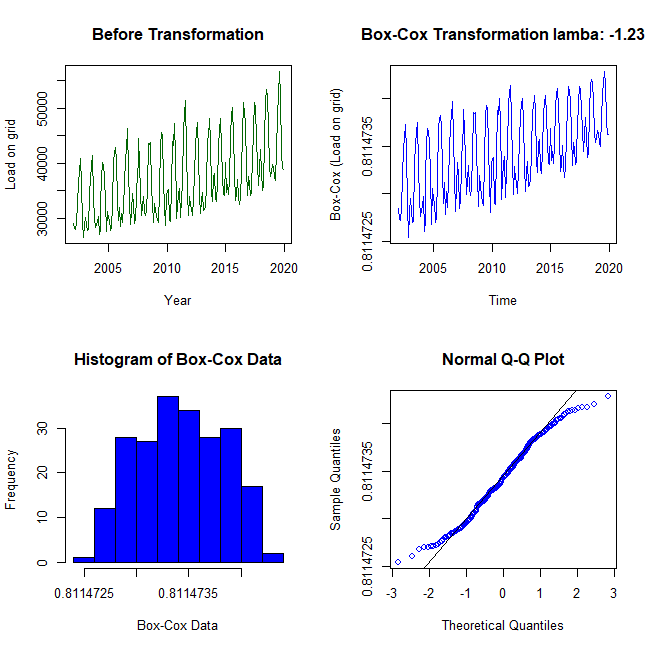 Before Transformation
Load on grid
30000 40000 50000
2005 2010 2015 2020
Year
Box-Cox Transformation lamba: -1.23
Box-Cox (Load on grid)
0.8114725 0.8114735
2005 2010 2015 2020
Time
Histogram of Box-Cox Data
Frequency
0 10 20 30
0.8114725 0.8114735
Box-Cox Data
Normal Q-Q Plot
Sample Quantiles
0.8114725 0.8114735
-3 -2 -1 0 1 2 3
Theoretical Quantiles